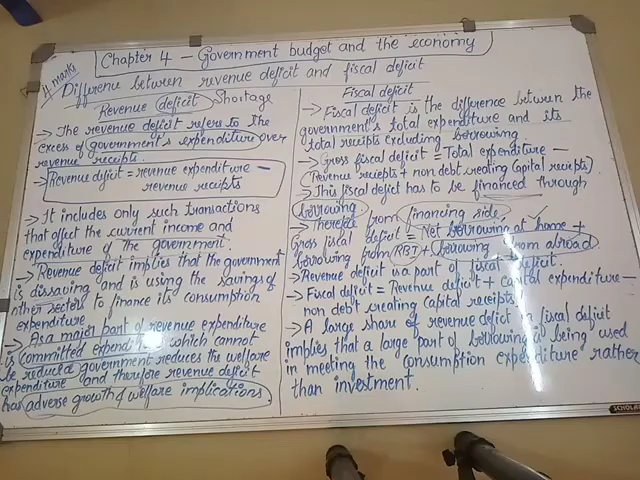 Chapter 4 - Government budget and the economy
4 marks
Difference between revenue deficit and fiscal deficit
Revenue deficit Shortage
→ The revenue deficit refers to the
excess of government's expenditure over
revenue receipts.
→ Revenue deficit = revenue expenditure -
revenue receipts
→ It includes only such transactions
that affect the current income and
expenditure of the government.
→ Revenue deficit implies that the government
is dissaving and is using the savings of
other sectors to finance its consumption
expenditure
→ As a major part of revenue expenditure
is committed expenditure which cannot
be reduced government reduces the welfare
expenditure and therefore revenue deficit
has adverse growth & welfare implications.
Fiscal deficit
→ Fiscal deficit is the difference between the
government's total expenditure and its
total receipts excluding borrowing.
→ Gross fiscal deficit = Total expenditure -
(Revenue receipts + non debt creating Capital reciepts)
→ This fiscal deficit has to be financed through
borrowing
→ Therefore from financing side, ✓
Gross fiscal deficit = Net borrowing at home +
borrowing from RBI + borrowing from abroad
→ Revenue deficit is a part of fiscal deficit.
→ Fiscal deficit = Revenue deficit + capital expenditure -
non debt creating capital receipts
→ A large share of revenue deficit in fiscal deficit
implies that a large part of borrowing is being used
in meeting the consumption expenditure rather
than investment.